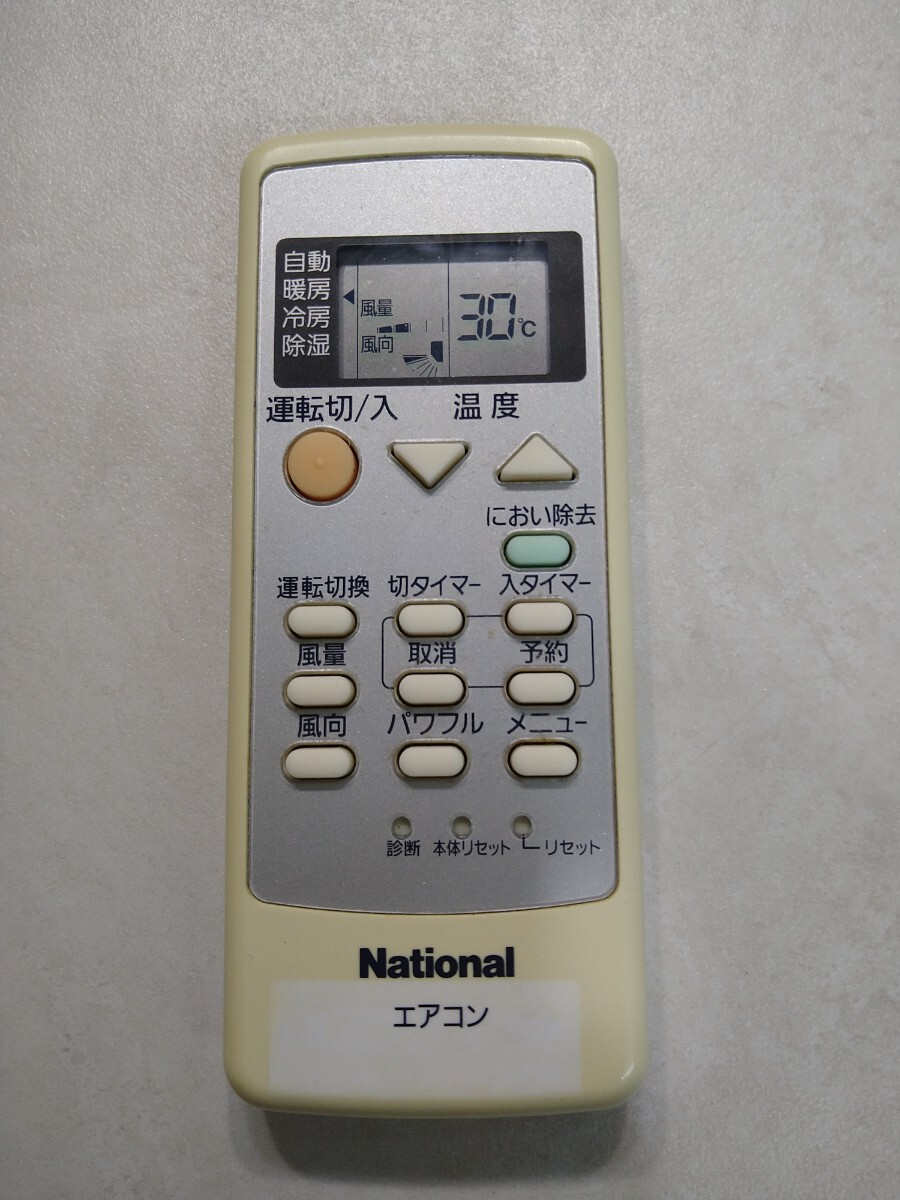 自動
暖房
冷房
除湿
風量
風向
30℃
運転切/入 温度
におい除去
運転切換 切タイマー 入タイマー
風量 取消 予約
風向 パワフル メニュー
診断 本体リセット リセット
National
エアコン